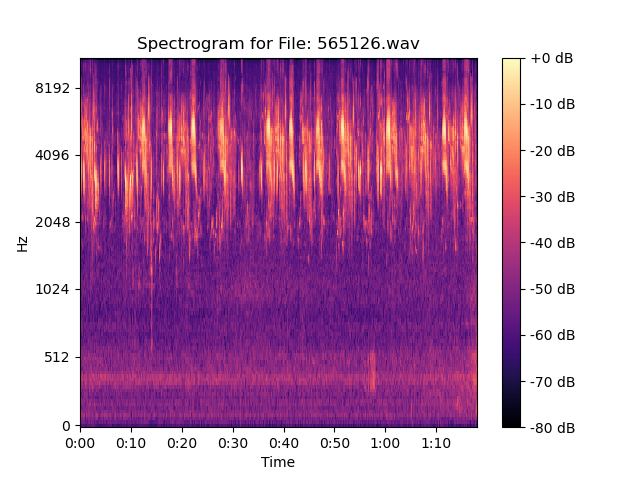 Spectrogram for File: 565126.wav
8192
4096
2048
1024
512
0
Hz
0:00 0:10 0:20 0:30 0:40 0:50 1:00 1:10
Time
+0 dB
-10 dB
-20 dB
-30 dB
-40 dB
-50 dB
-60 dB
-70 dB
-80 dB